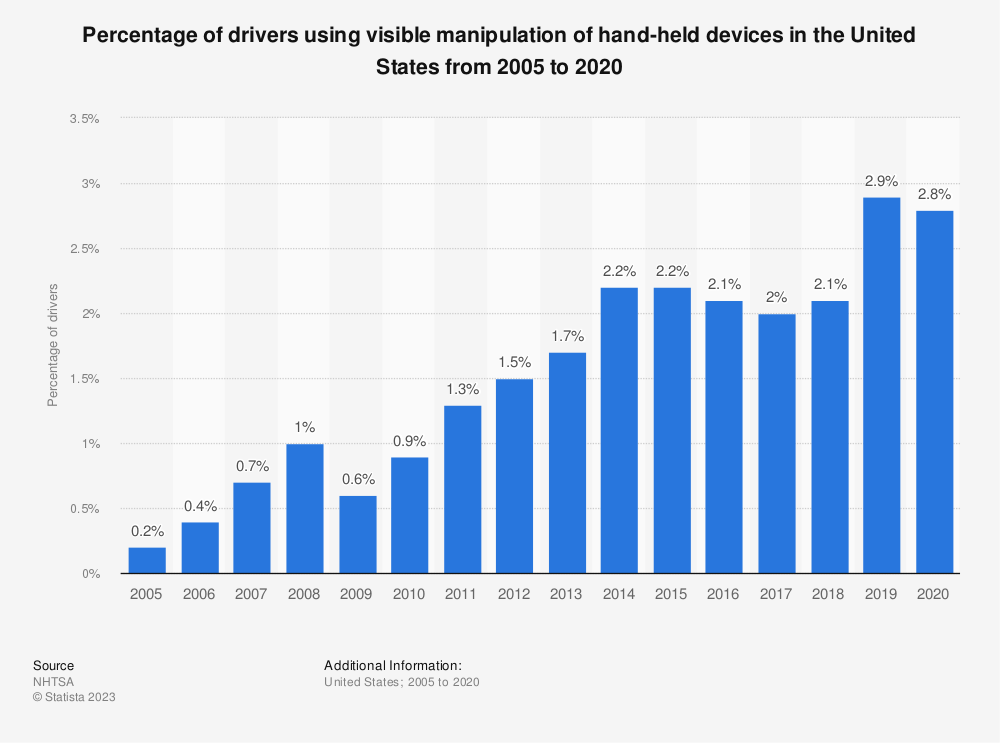 Percentage of drivers using visible manipulation of hand-held devices in the United
States from 2005 to 2020
3.5%
3%
2.5%
2%
1.5%
1%
0.5%
0%
Percentage of drivers
0.2%
0.4%
0.7%
1%
0.6%
0.9%
1.3%
1.5%
1.7%
2.2%
2.2%
2.1%
2%
2.1%
2.9%
2.8%
2005 2006 2007 2008 2009 2010 2011 2012 2013 2014 2015 2016 2017 2018 2019 2020
Source
NHTSA
© Statista 2023
Additional Information:
United States; 2005 to 2020